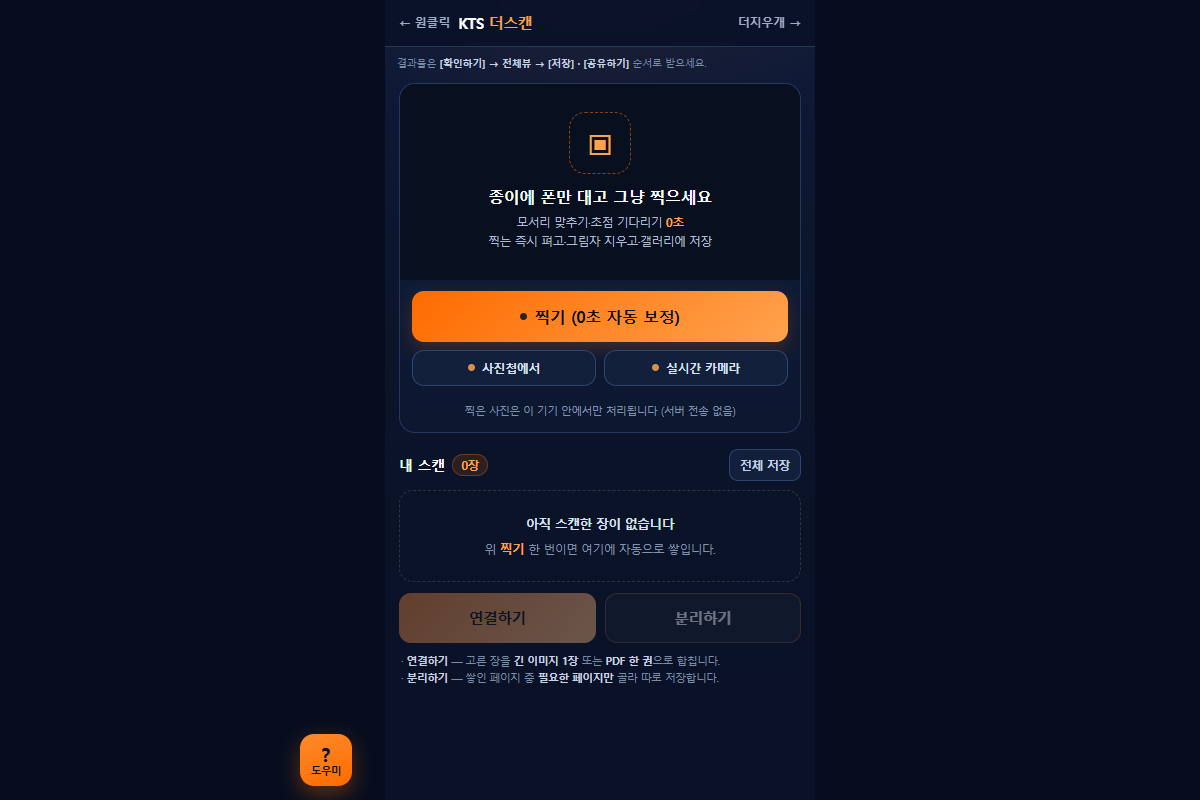 ← 원클릭 KTS 더스캔 더지우개 →
결과물은 [확인하기] → 전체뷰 → [저장] · [공유하기] 순서로 받으세요.
종이에 폰만 대고 그냥 찍으세요
모서리 맞추기·초점 기다리기 0초
찍는 즉시 펴고·그림자 지우고·갤러리에 저장
찍기 (0초 자동 보정)
사진첩에서 실시간 카메라
찍은 사진은 이 기기 안에서만 처리됩니다 (서버 전송 없음)
내 스캔 0장 전체 저장
아직 스캔한 장이 없습니다
위 찍기 한 번이면 여기에 자동으로 쌓입니다.
연결하기 분리하기
· 연결하기 — 고른 장을 긴 이미지 1장 또는 PDF 한 권으로 합칩니다.
· 분리하기 — 쌓인 페이지 중 필요한 페이지만 골라 따로 저장합니다.
?
도우미